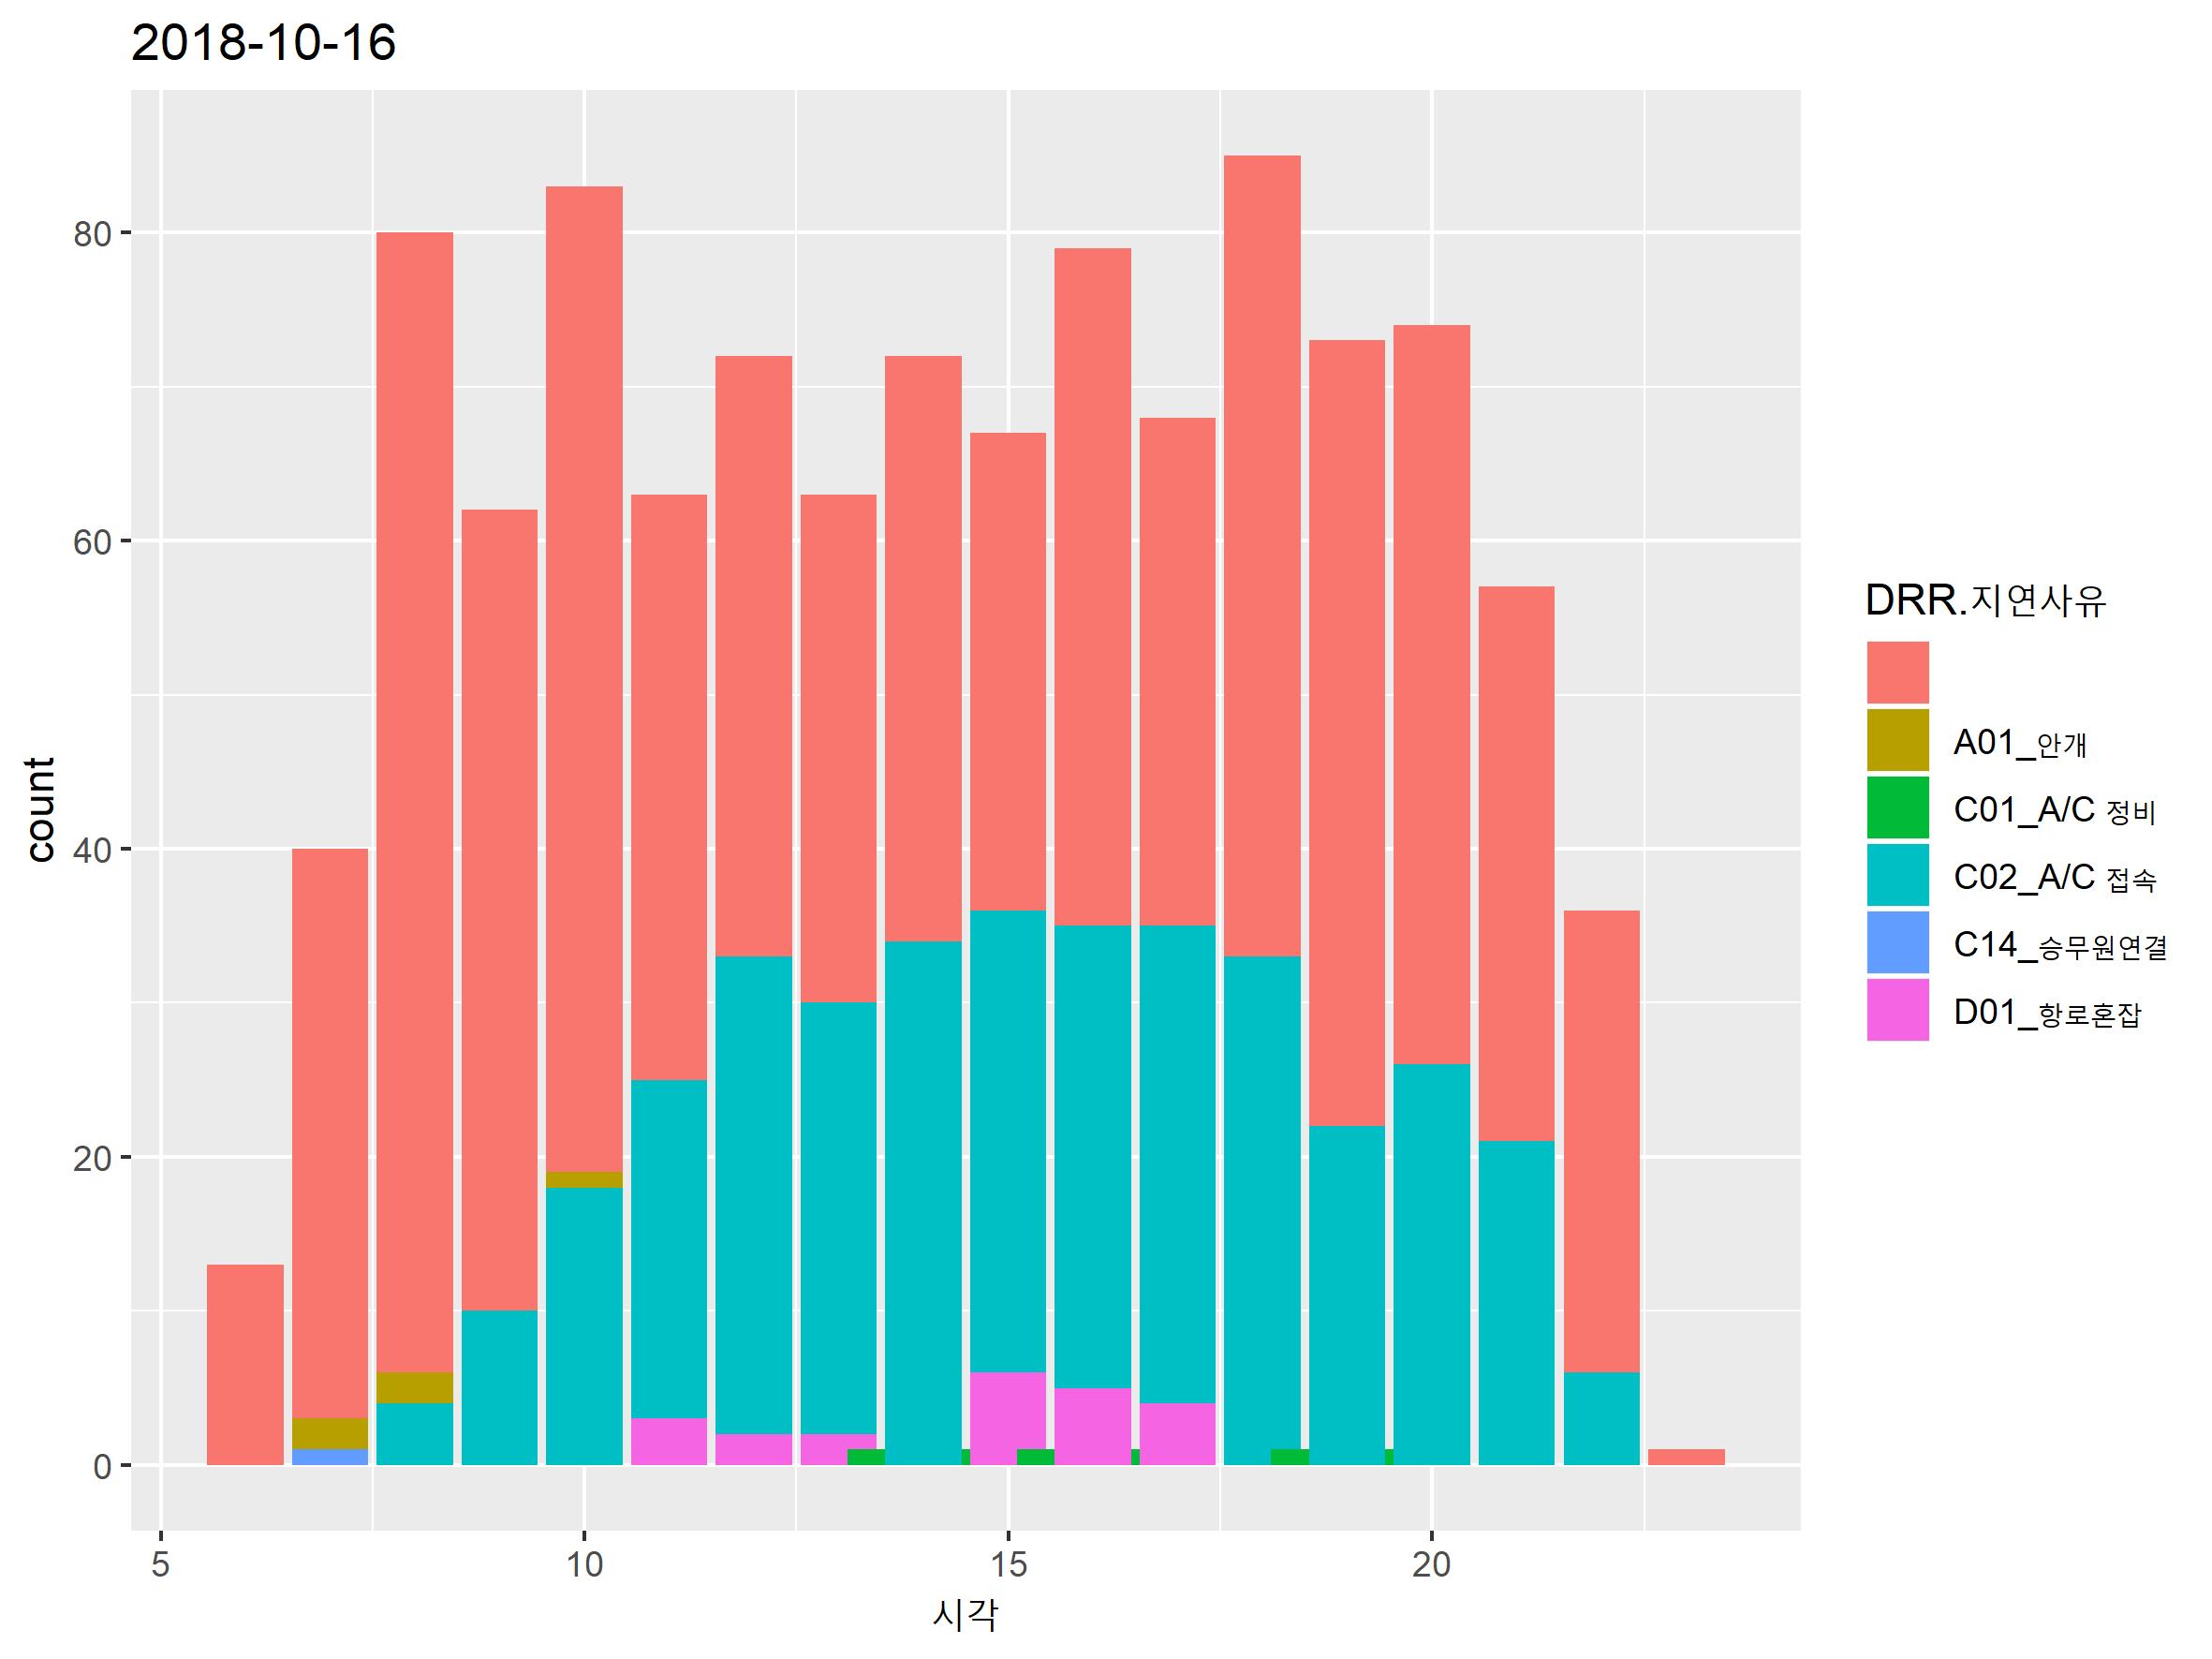 2018-10-16
count
80
60
40
20
0
5 10 15 20
시각
DRR.지연사유
A01_안개
C01_A/C 정비
C02_A/C 접속
C14_승무원연결
D01_항로혼잡